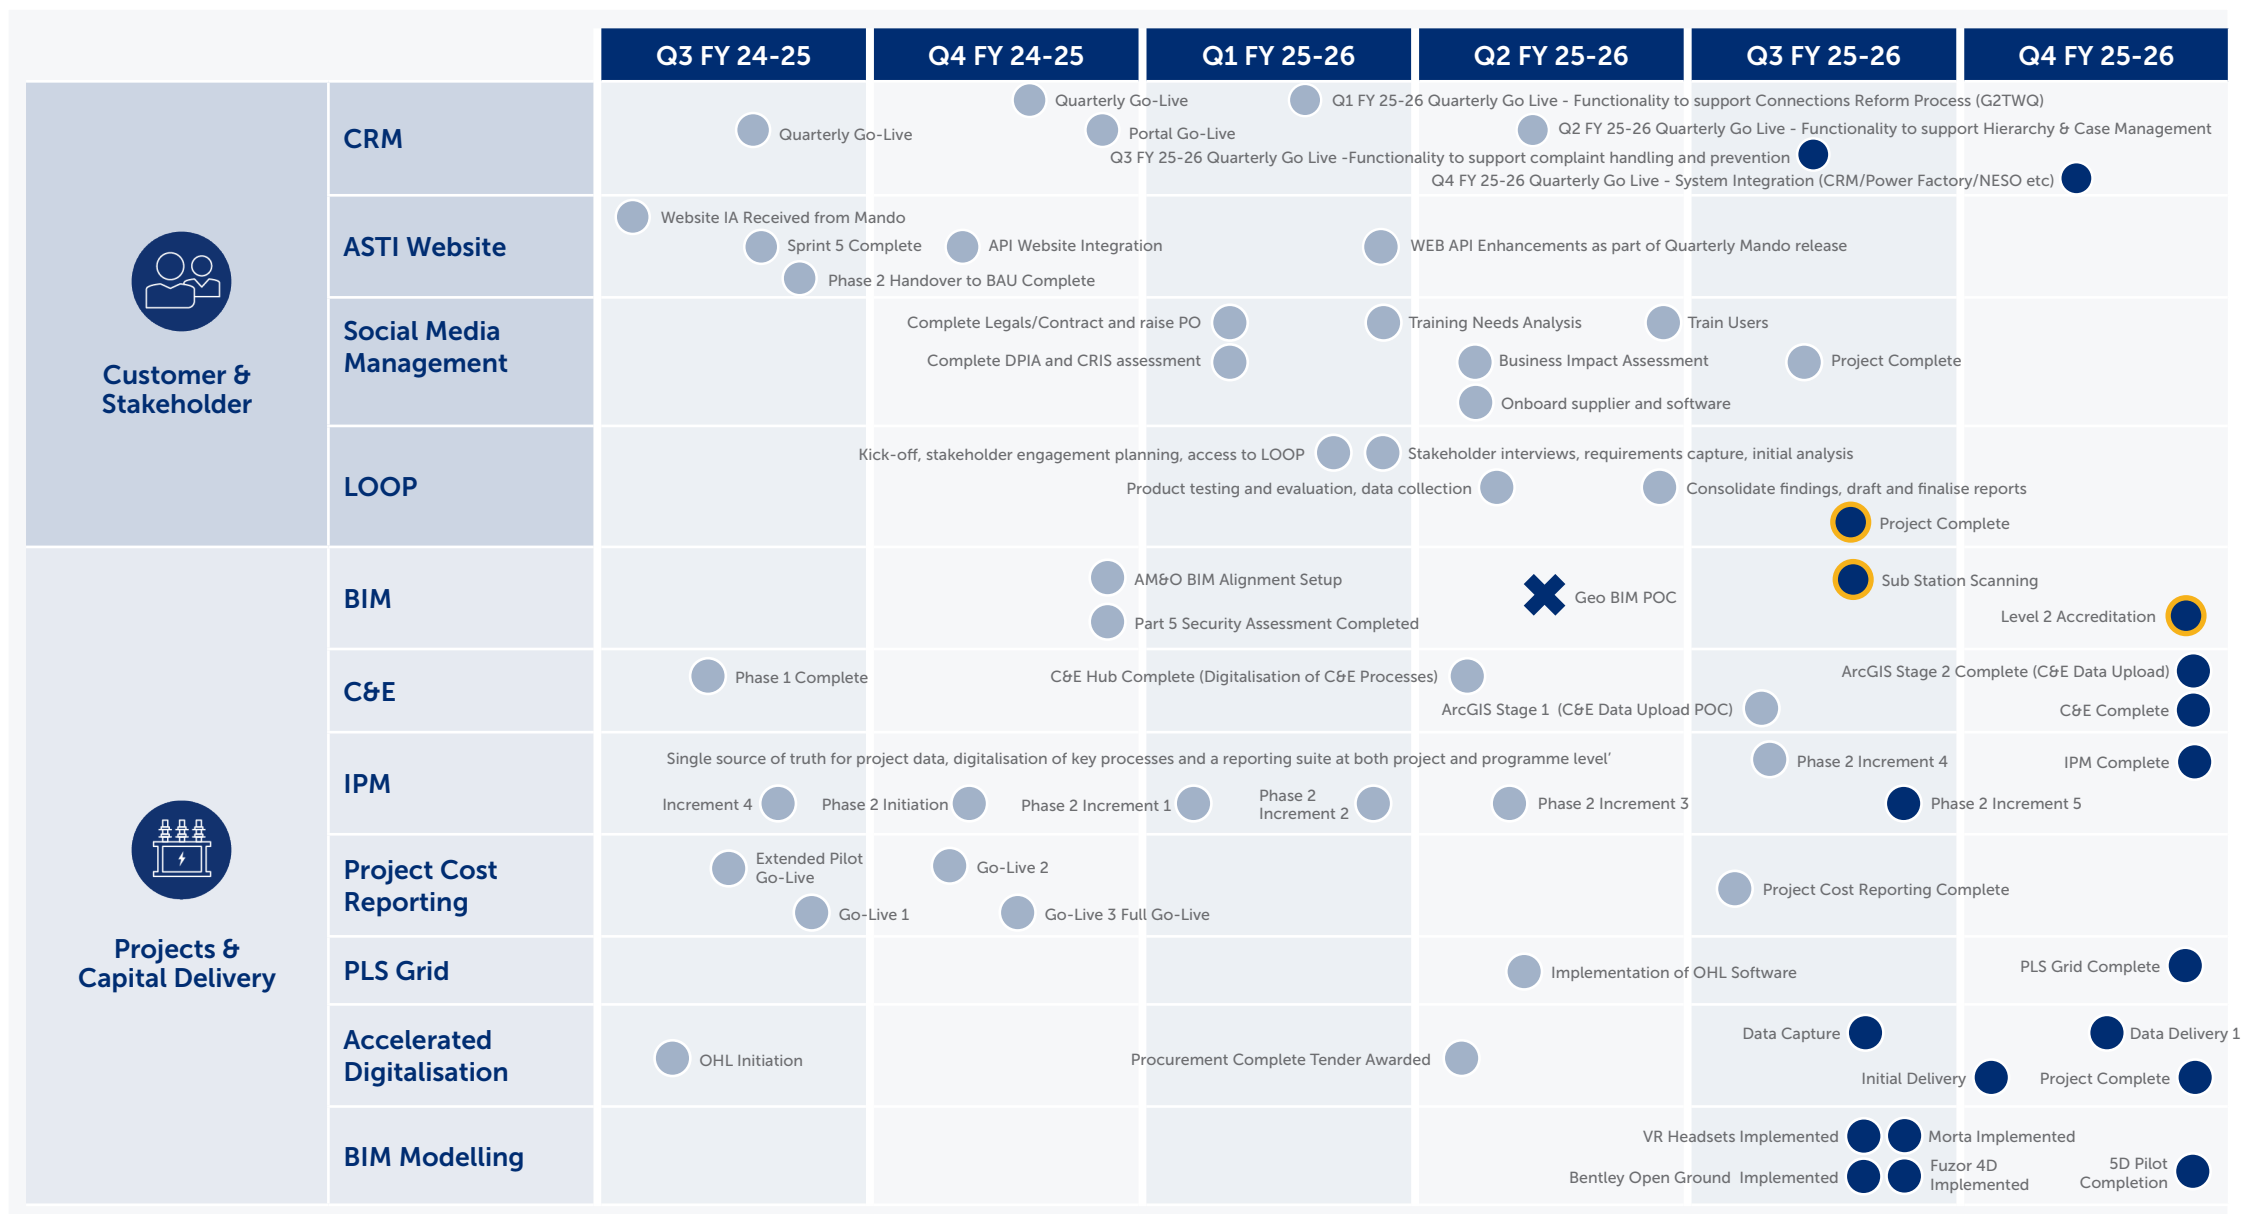 Q3 FY 24-25
Q4 FY 24-25
Q1 FY 25-26
Q2 FY 25-26
Q3 FY 25-26
Q4 FY 25-26
Customer &
Stakeholder
CRM
Quarterly Go-Live
Q1 FY 25-26 Quarterly Go Live - Functionality to support Connections Reform Process (G2TWQ)
Quarterly Go-Live
Portal Go-Live
Q2 FY 25-26 Quarterly Go Live - Functionality to support Hierarchy & Case Management
Q3 FY 25-26 Quarterly Go Live -Functionality to support complaint handling and prevention
Q4 FY 25-26 Quarterly Go Live - System Integration (CRM/Power Factory/NESO etc)
ASTI Website
Website IA Received from Mando
Sprint 5 Complete
API Website Integration
WEB API Enhancements as part of Quarterly Mando release
Phase 2 Handover to BAU Complete
Social Media
Management
Complete Legals/Contract and raise PO
Training Needs Analysis
Train Users
Complete DPIA and CRIS assessment
Business Impact Assessment
Project Complete
Onboard supplier and software
LOOP
Kick-off, stakeholder engagement planning, access to LOOP
Stakeholder interviews, requirements capture, initial analysis
Product testing and evaluation, data collection
Consolidate findings, draft and finalise reports
Project Complete
Projects &
Capital Delivery
BIM
AM&O BIM Alignment Setup
Geo BIM POC
Sub Station Scanning
Part 5 Security Assessment Completed
Level 2 Accreditation
C&E
Phase 1 Complete
C&E Hub Complete (Digitalisation of C&E Processes)
ArcGIS Stage 2 Complete (C&E Data Upload)
ArcGIS Stage 1 (C&E Data Upload POC)
C&E Complete
IPM
Single source of truth for project data, digitalisation of key processes and a reporting suite at both project and programme level'
Phase 2 Increment 4
IPM Complete
Increment 4
Phase 2 Initiation
Phase 2 Increment 1
Phase 2
Increment 2
Phase 2 Increment 3
Phase 2 Increment 5
Project Cost
Reporting
Extended Pilot
Go-Live
Go-Live 2
Project Cost Reporting Complete
Go-Live 1
Go-Live 3 Full Go-Live
PLS Grid
Implementation of OHL Software
PLS Grid Complete
Accelerated
Digitalisation
OHL Initiation
Procurement Complete Tender Awarded
Data Capture
Data Delivery 1
Initial Delivery
Project Complete
BIM Modelling
VR Headsets Implemented
Morta Implemented
Bentley Open Ground Implemented
Fuzor 4D
Implemented
5D Pilot
Completion